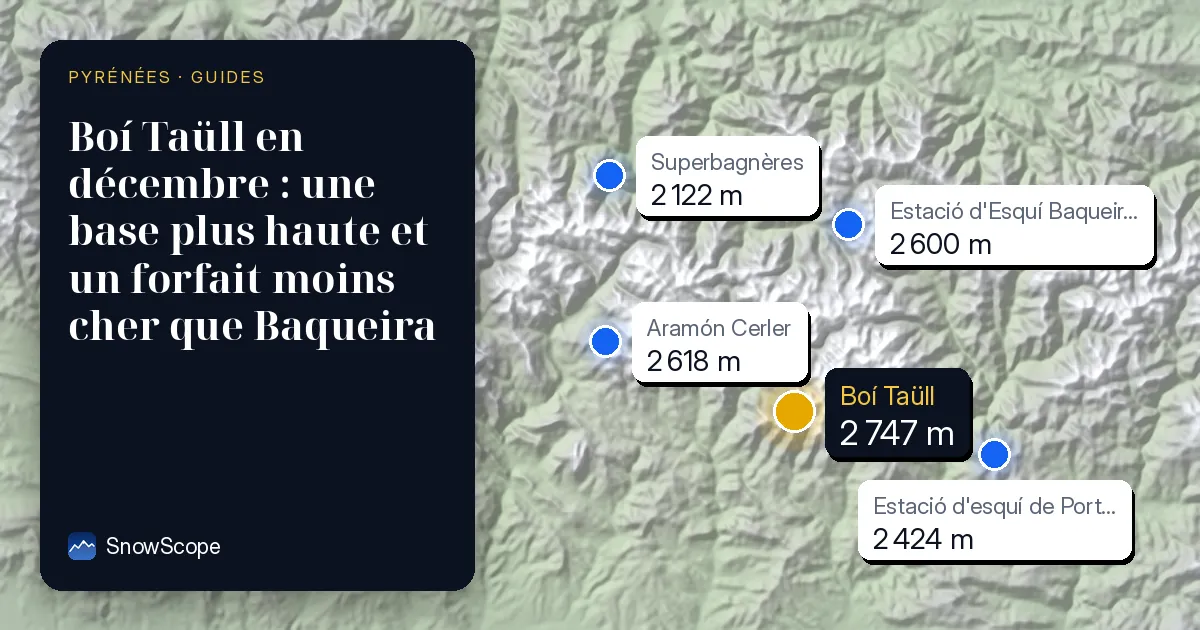 PYRÉNÉES · GUIDES
Boí Taüll en
décembre : une
base plus haute et
un forfait moins
cher que Baqueira
SnowScope
Superbagnères
2 122 m
Estació d'Esquí Baqueir...
2 600 m
Aramón Cerler
2 618 m
Boí Taüll
2 747 m
Estació d'esquí de Port...
2 424 m